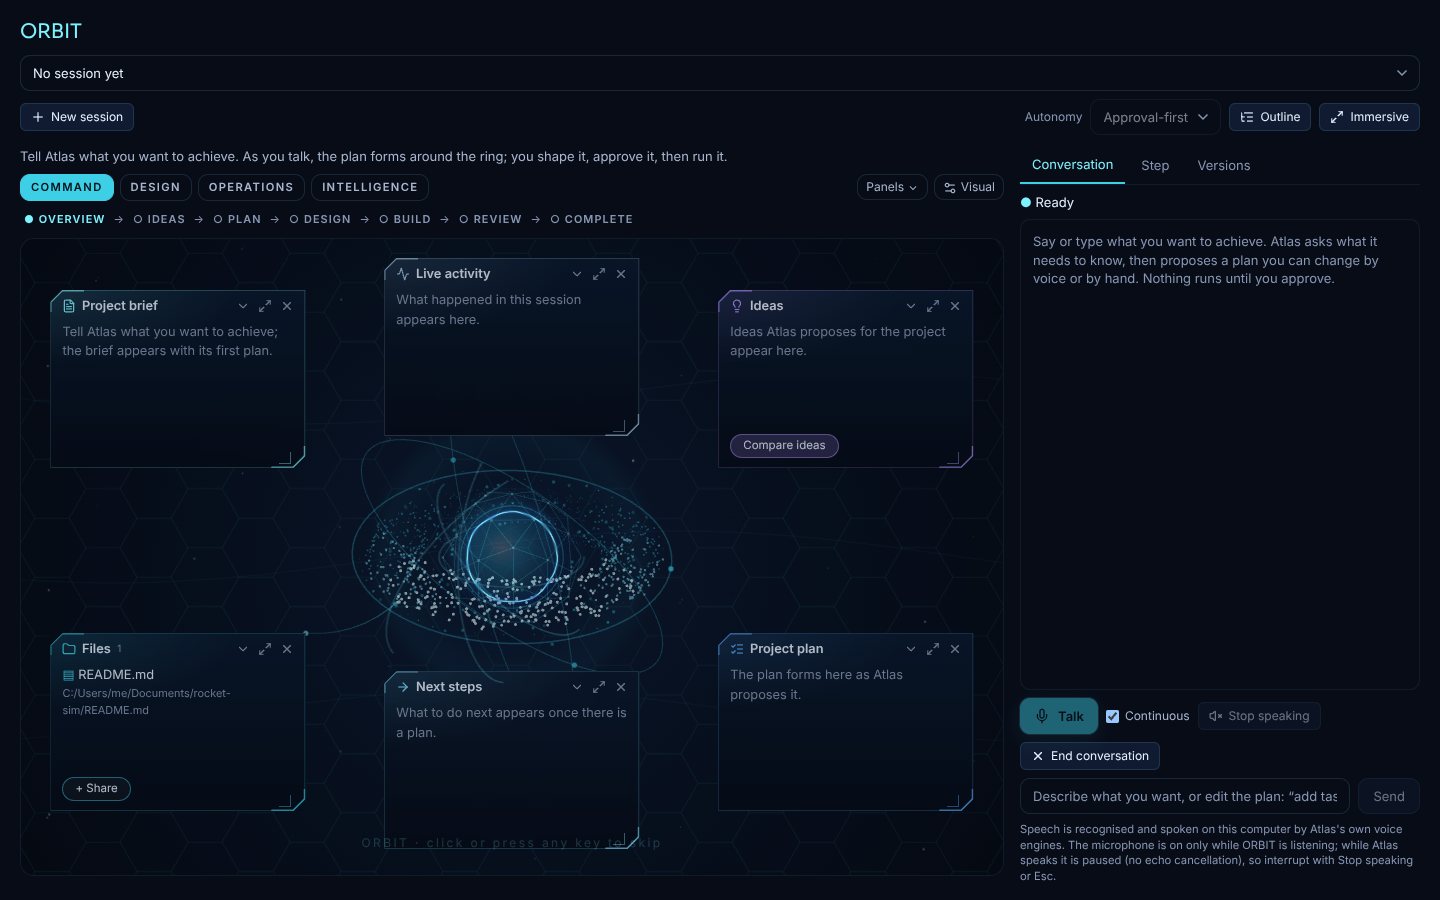 ORBIT
No session yet
New session
Autonomy
Approval-first
Outline
Immersive
Tell Atlas what you want to achieve. As you talk, the plan forms around the ring; you shape it, approve it, then run it.
COMMAND
DESIGN
OPERATIONS
INTELLIGENCE
Panels
Visual
OVERVIEW → IDEAS → PLAN → DESIGN → BUILD → REVIEW → COMPLETE
Project brief
Tell Atlas what you want to achieve;
the brief appears with its first plan.
Live activity
What happened in this session
appears here.
Ideas
Ideas Atlas proposes for the project
appear here.
Compare ideas
Files 1
README.md
C:/Users/me/Documents/rocket-
sim/README.md
+ Share
Next steps
What to do next appears once there is
a plan.
Project plan
The plan forms here as Atlas
proposes it.
ORBIT · click or press any key to skip
Conversation
Step
Versions
Ready
Say or type what you want to achieve. Atlas asks what it
needs to know, then proposes a plan you can change by
voice or by hand. Nothing runs until you approve.
Talk
Continuous
Stop speaking
End conversation
Describe what you want, or edit the plan: “add tas
Send
Speech is recognised and spoken on this computer by Atlas's own voice
engines. The microphone is on only while ORBIT is listening; while Atlas
speaks it is paused (no echo cancellation), so interrupt with Stop speaking
or Esc.